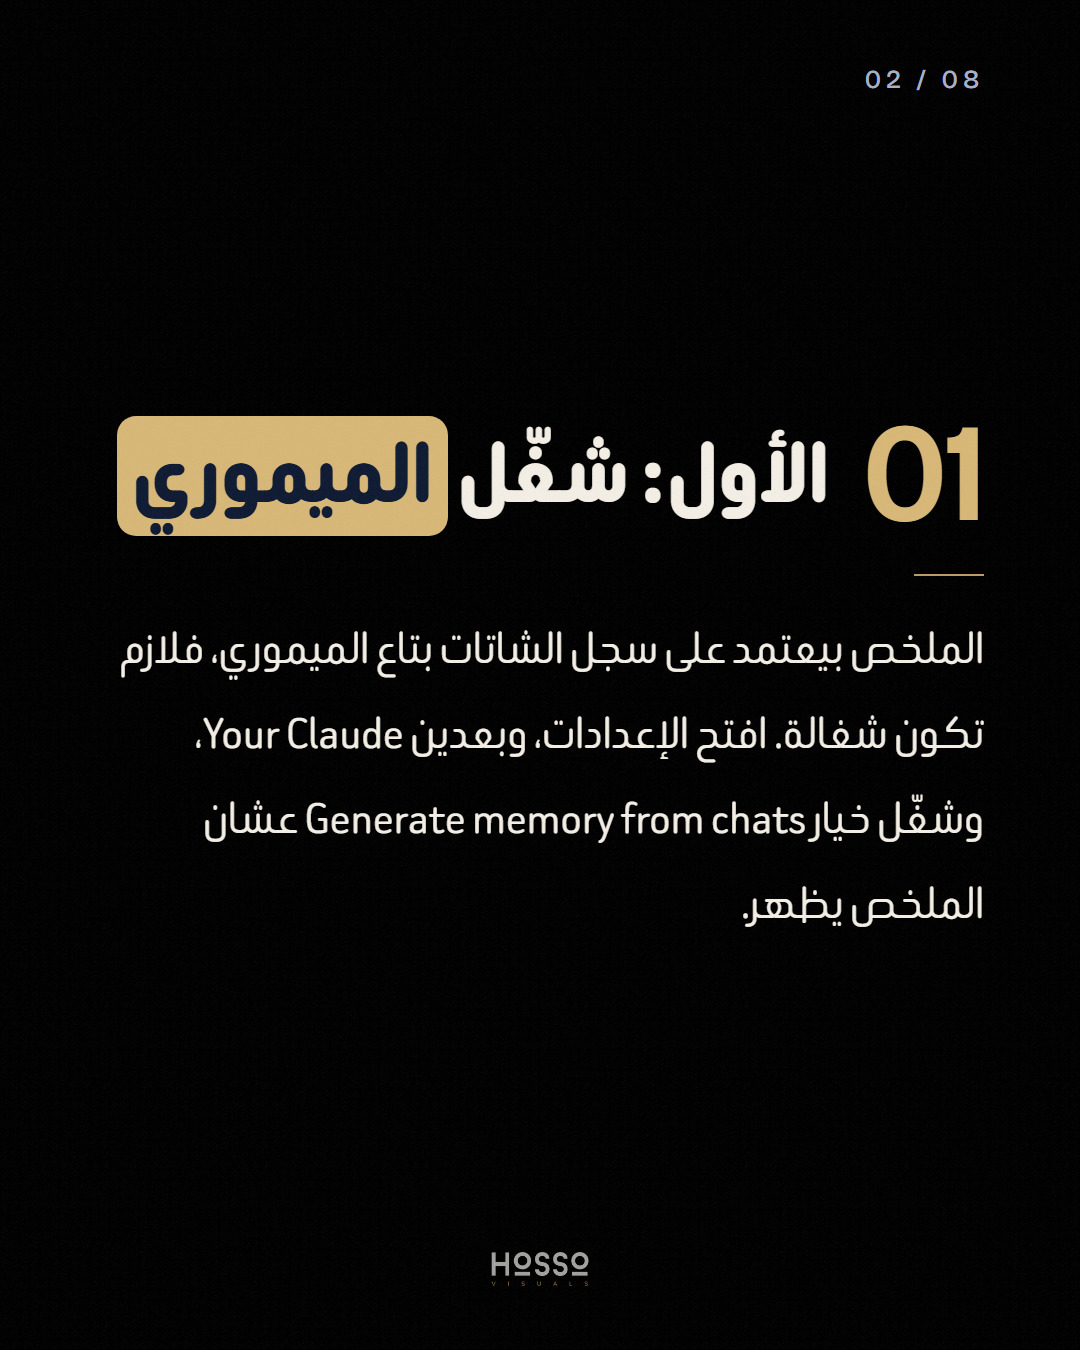 02 / 08
01 الأول: شغّل الميموري
الملخص بيعتمد على سجل الشاتات بتاع الميموري، فلازم
تكون شغالة. افتح الإعدادات، وبعدين Your Claude،
وشغّل خيار Generate memory from chats عشان
الملخص يظهر.
HOSSO
VISUALS